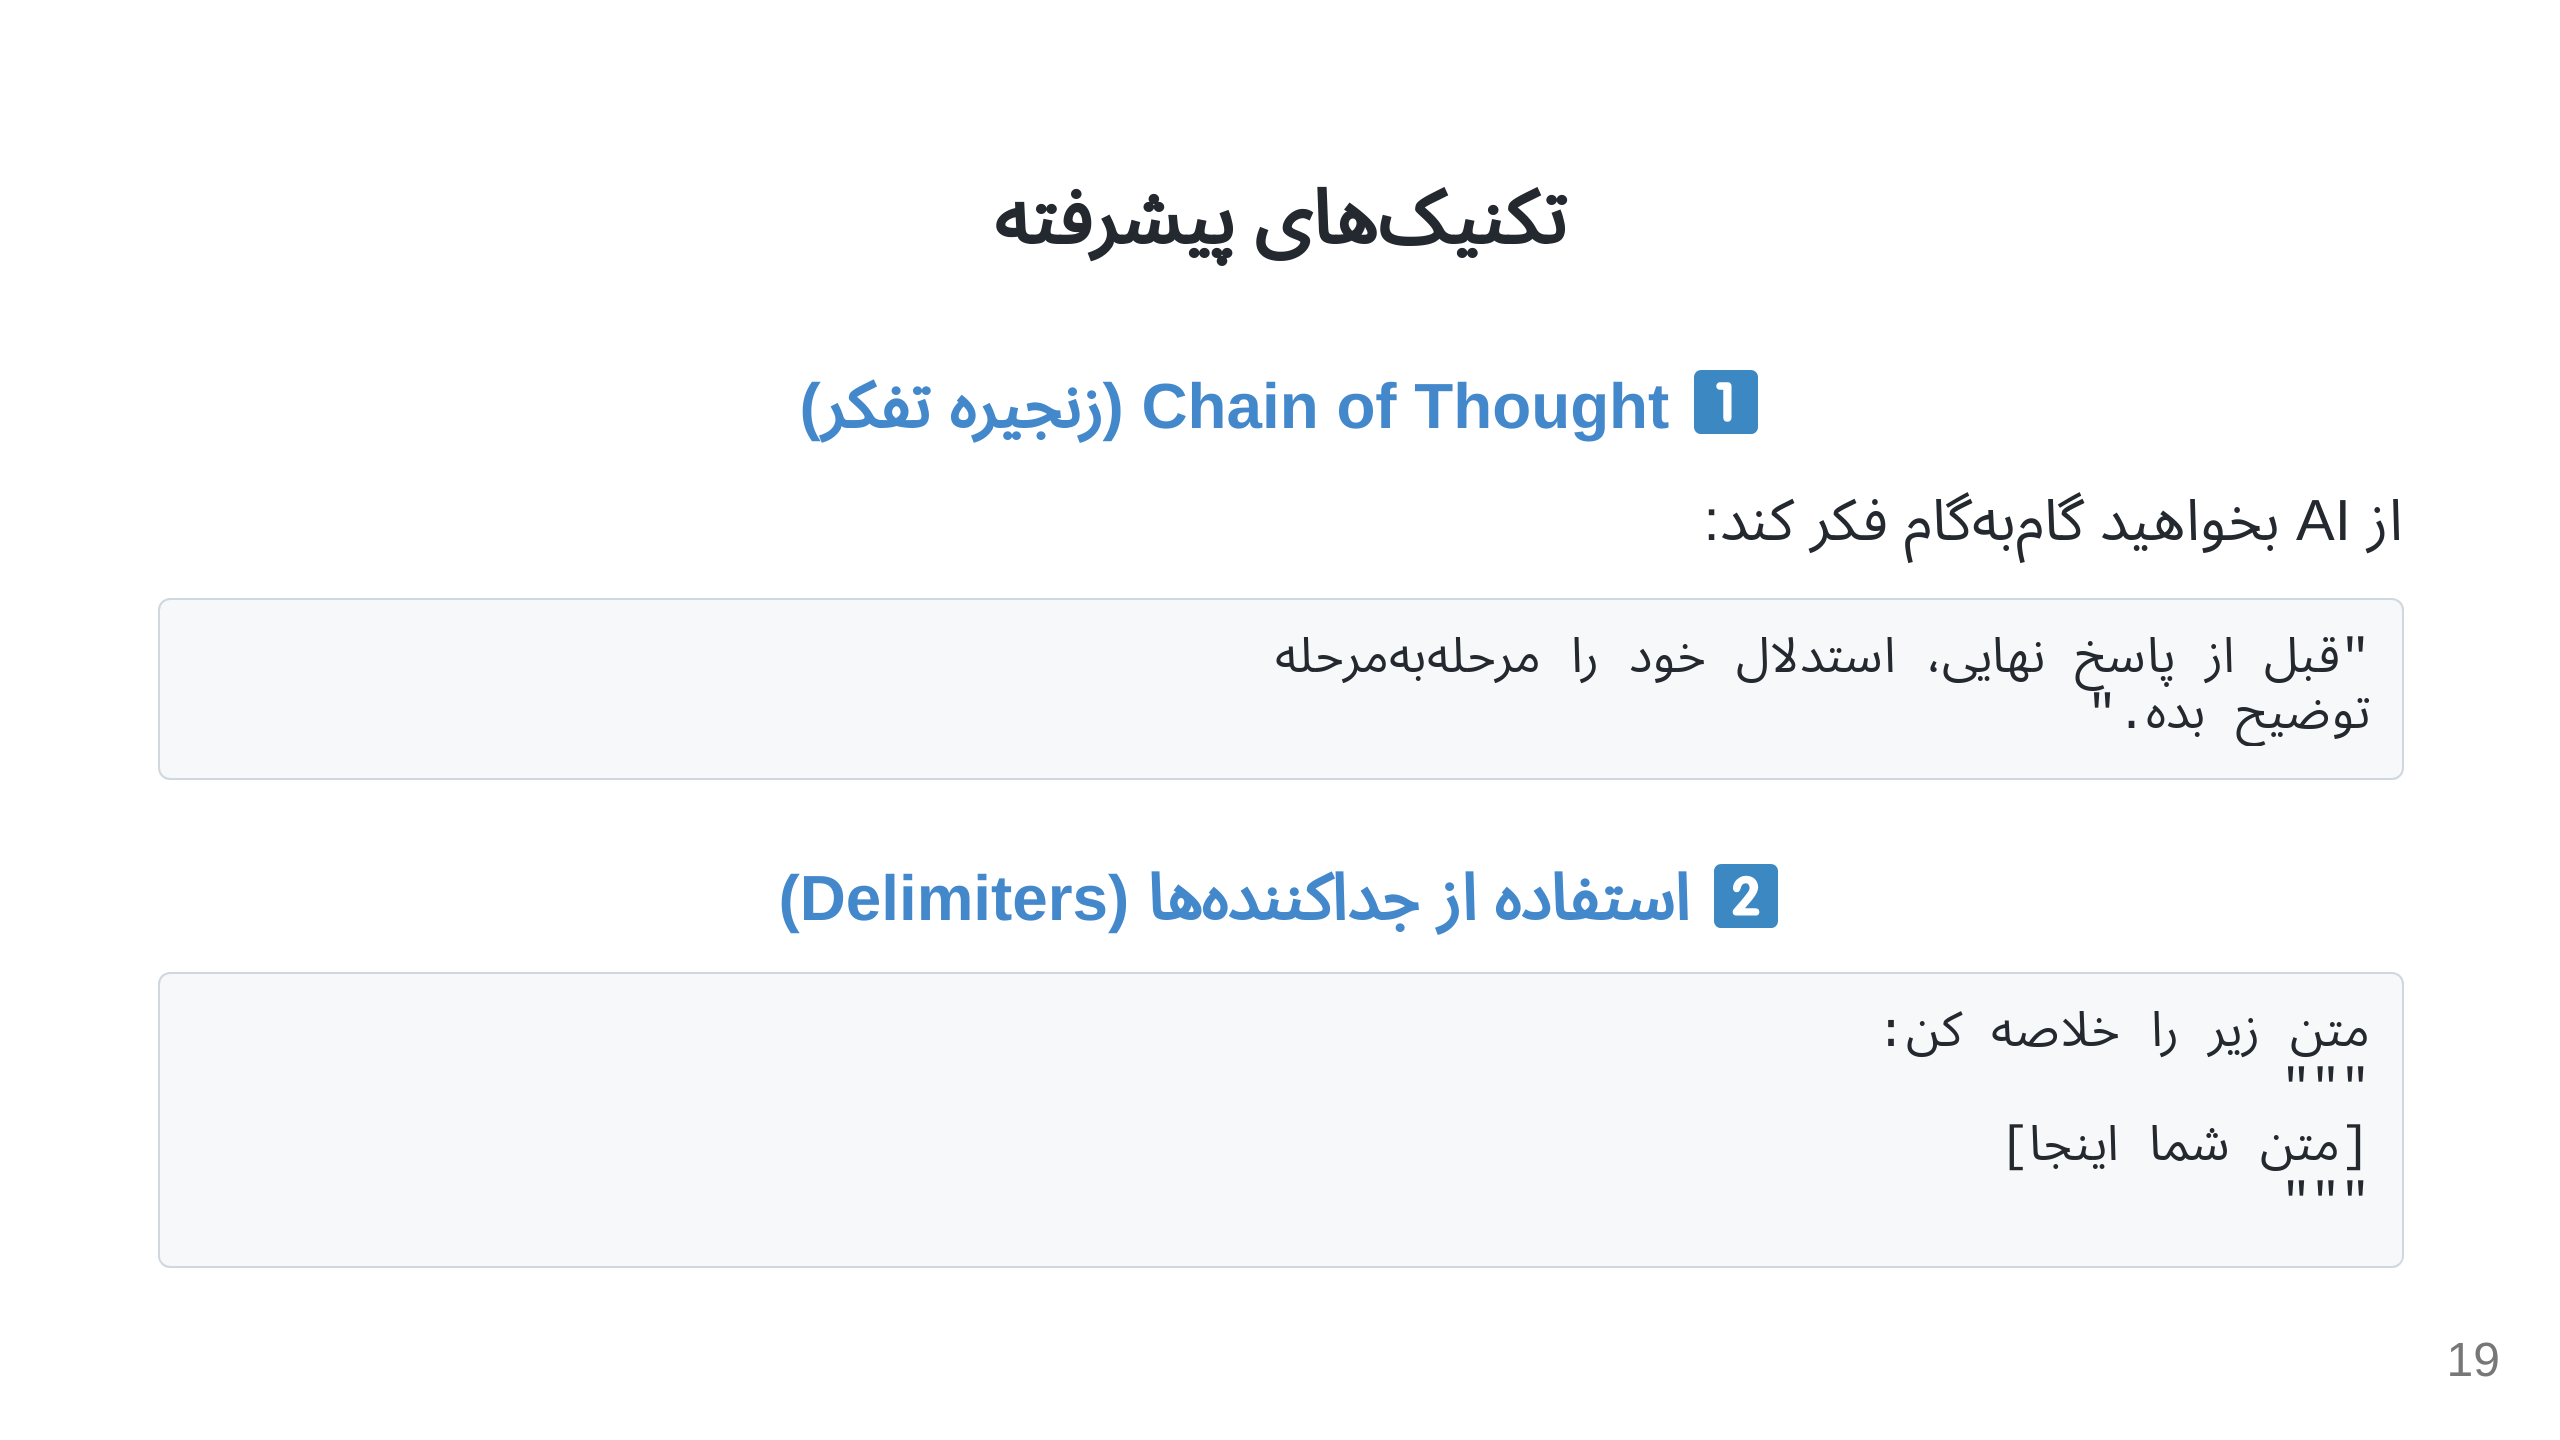 تکنیک‌های پیشرفته
1️⃣ Chain of Thought (زنجیره تفکر)
از AI بخواهید گام‌به‌گام فکر کند:
"قبل از پاسخ نهایی، استدلال خود را مرحله‌به‌مرحله
توضیح بده."
2️⃣ استفاده از جداکننده‌ها (Delimiters)
متن زیر را خلاصه کن:
"""
[متن شما اینجا]
"""
19